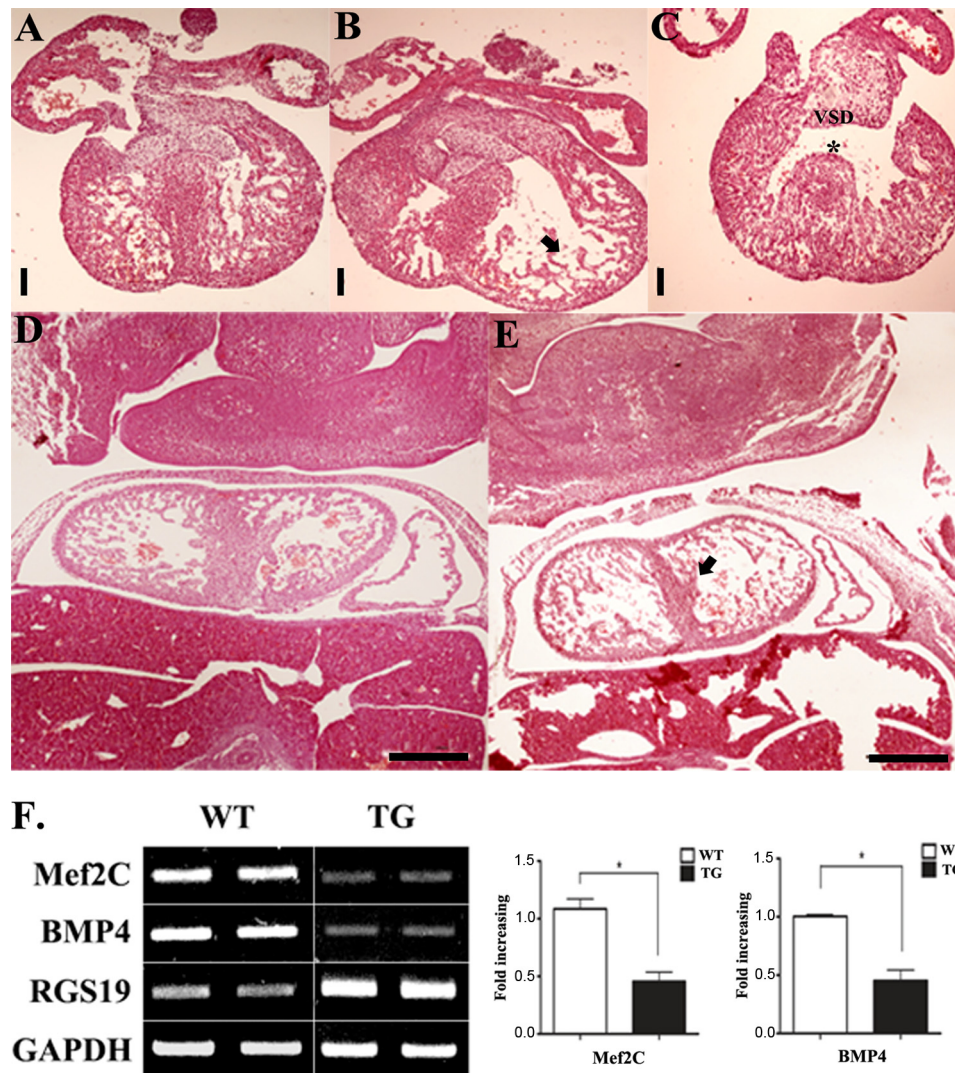 A
B
C
VSD
*
D
E
F.
WT TG
Mef2C
BMP4
RGS19
GAPDH
Fold increasing
1.5
1.0
0.5
0.0
*
WT
TG
Mef2C
Fold increasing
1.5
1.0
0.5
0.0
*
BMP4